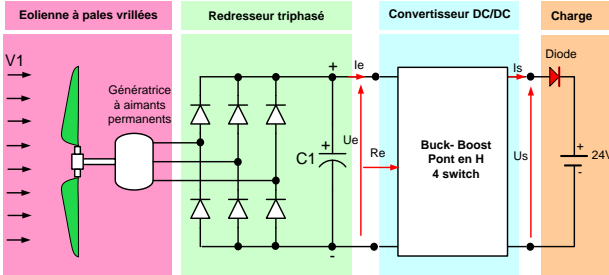 Eolienne à pales vrillées
Redresseur triphasé
Convertisseur DC/DC
Charge
V1
Génératrice
à aimants
permanents
+
C1
+
-
Ie
Ue
Re
Buck- Boost
Pont en H
4 switch
Is
Us
Diode
+
-
24V